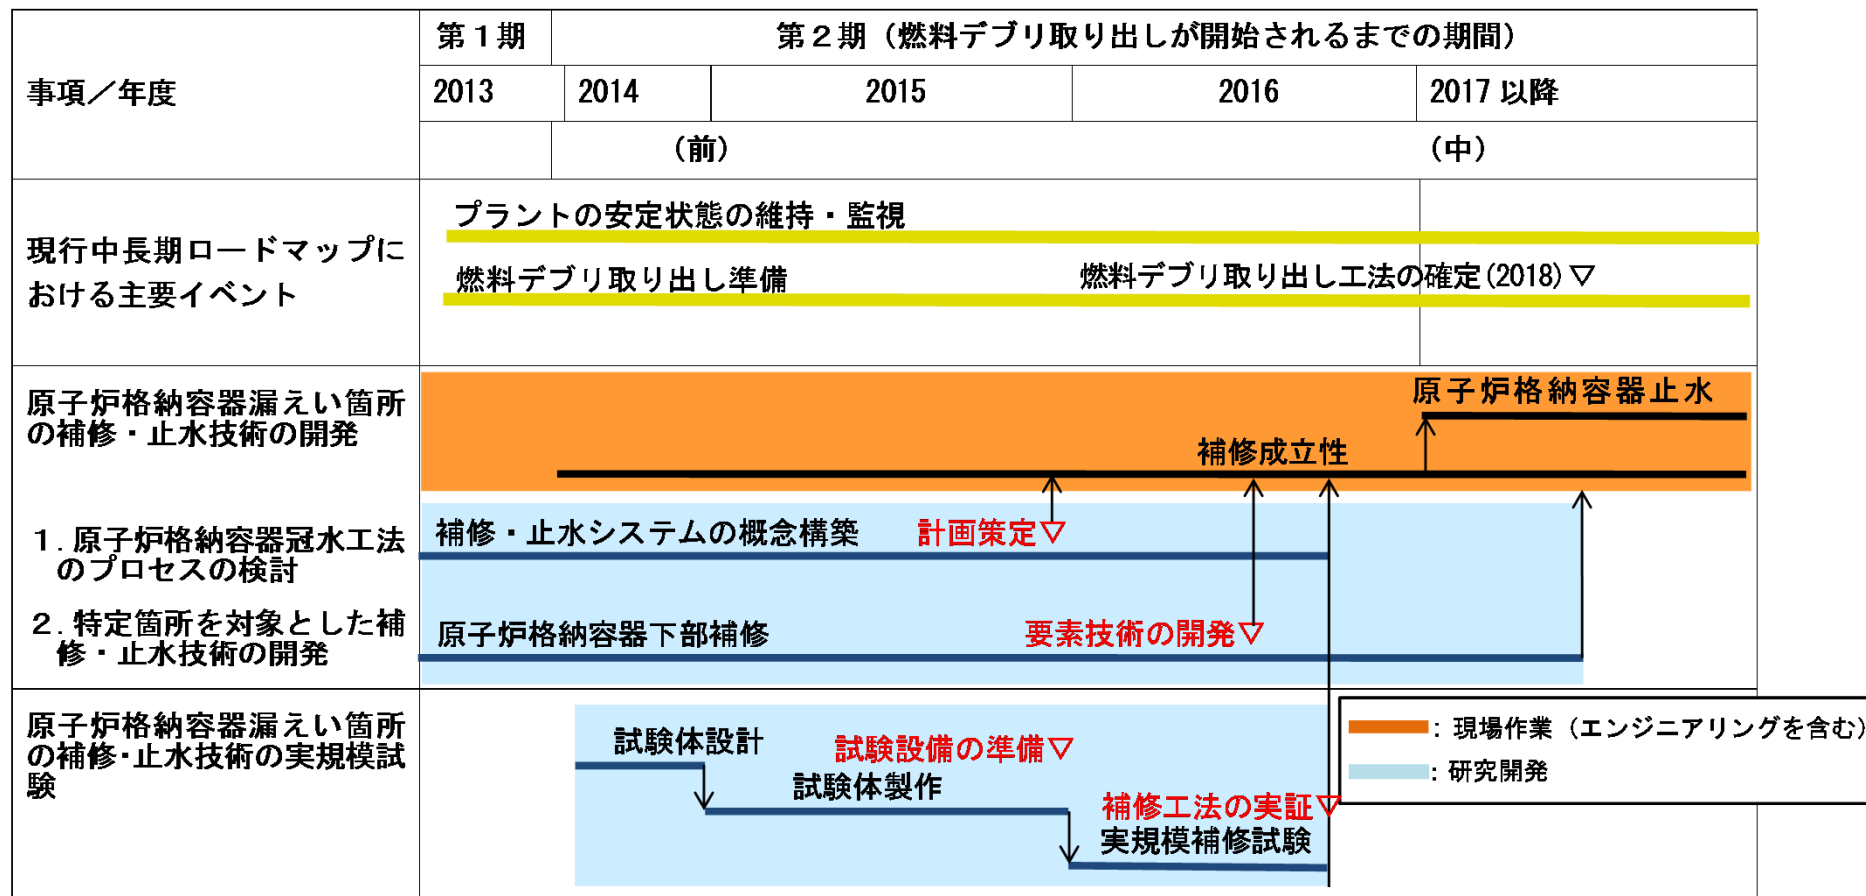 第１期
第２期（燃料デブリ取り出しが開始されるまでの期間）
事項／年度
2013
2014
2015
2016
2017 以降
（前）
（中）
現行中長期ロードマップに
おける主要イベント
プラントの安定状態の維持・監視
燃料デブリ取り出し準備
燃料デブリ取り出し工法の確定(2018)▽
原子炉格納容器漏えい箇所
の補修・止水技術の開発
原子炉格納容器止水
補修成立性
１．原子炉格納容器冠水工法
のプロセスの検討
補修・止水システムの概念構築
計画策定▽
２．特定箇所を対象とした補
修・止水技術の開発
原子炉格納容器下部補修
要素技術の開発▽
原子炉格納容器漏えい箇所
の補修・止水技術の実規模試
験
試験体設計
試験設備の準備▽
試験体製作
補修工法の実証▽
実規模補修試験
：現場作業（エンジニアリングを含む）
：研究開発